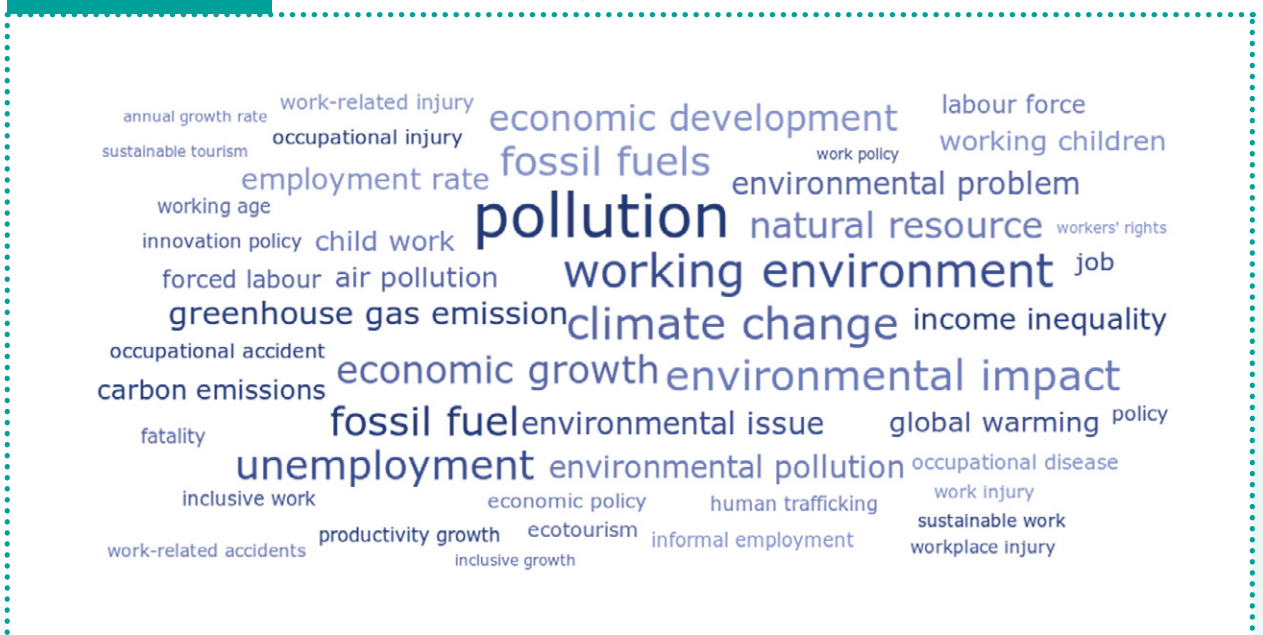 work-related injury economic development labour force
annual growth rate
occupational injury working children
sustainable tourism fossil fuels work policy
employment rate environmental problem
working age pollution natural resource workers' rights
innovation policy child work
forced labour air pollution working environment job
greenhouse gas emission climate change income inequality
occupational accident
carbon emissions economic growth environmental impact
fossil fuel environmental issue global warming policy
fatality
unemployment environmental pollution occupational disease
inclusive work economic policy human trafficking work injury
productivity growth ecotourism informal employment sustainable work
work-related accidents inclusive growth workplace injury